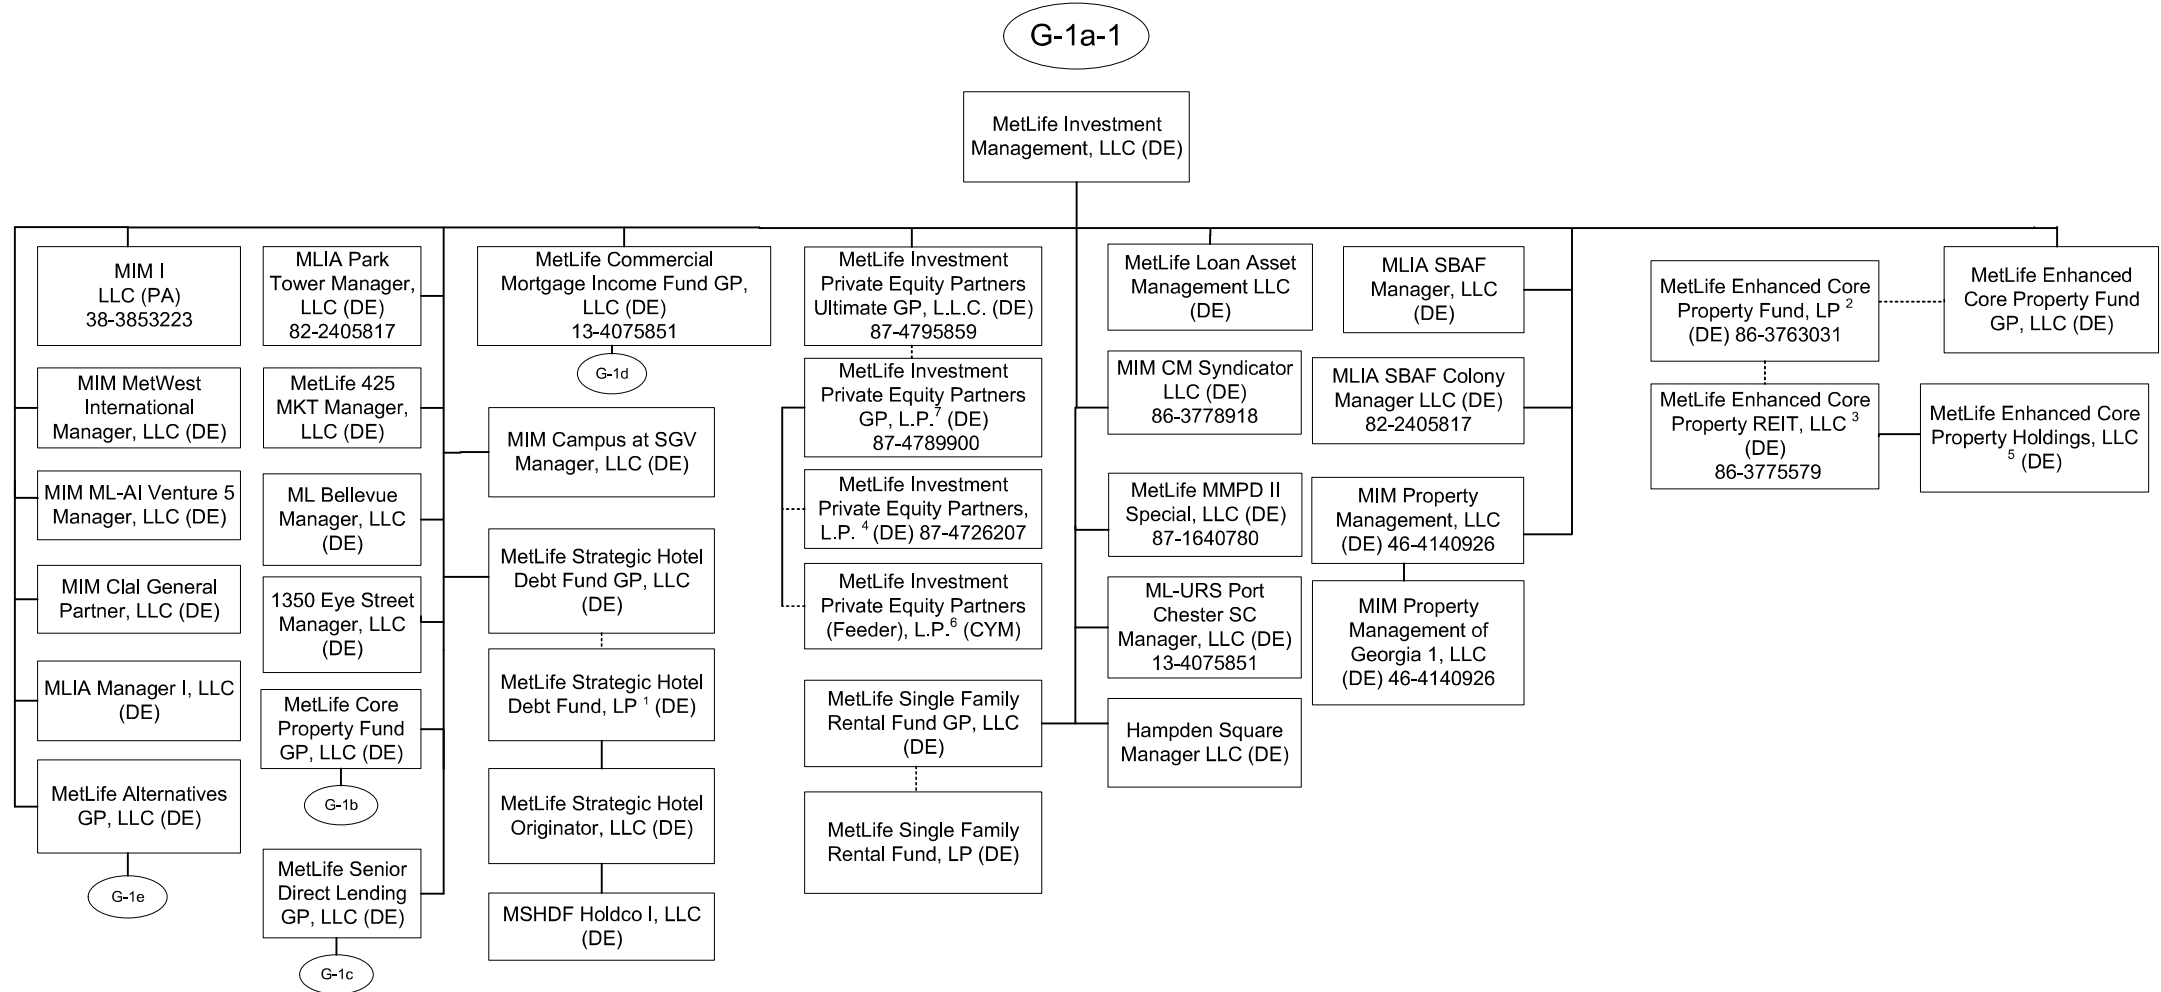 G-1a-1
MetLife Investment
Management, LLC (DE)
MIM I
LLC (PA)
38-3853223
MIM MetWest
International
Manager, LLC (DE)
MIM ML-AI Venture 5
Manager, LLC (DE)
MIM Clal General
Partner, LLC (DE)
MLIA Manager I, LLC
(DE)
MetLife Alternatives
GP, LLC (DE)
G-1e
MLIA Park
Tower Manager,
LLC (DE)
82-2405817
MetLife 425
MKT Manager,
LLC (DE)
ML Bellevue
Manager, LLC
(DE)
1350 Eye Street
Manager, LLC
(DE)
MetLife Core
Property Fund
GP, LLC (DE)
G-1b
MetLife Senior
Direct Lending
GP, LLC (DE)
G-1c
MetLife Commercial
Mortgage Income Fund GP,
LLC (DE)
13-4075851
G-1d
MIM Campus at SGV
Manager, LLC (DE)
MetLife Strategic Hotel
Debt Fund GP, LLC
(DE)
MetLife Strategic Hotel
Debt Fund, LP 1 (DE)
MetLife Strategic Hotel
Originator, LLC (DE)
MSHDF Holdco I, LLC
(DE)
MetLife Investment
Private Equity Partners
Ultimate GP, L.L.C. (DE)
87-4795859
MetLife Investment
Private Equity Partners
GP, L.P.7 (DE)
87-4789900
MetLife Investment
Private Equity Partners,
L.P. 4 (DE) 87-4726207
MetLife Investment
Private Equity Partners
(Feeder), L.P.6 (CYM)
MetLife Single Family
Rental Fund GP, LLC
(DE)
MetLife Single Family
Rental Fund, LP (DE)
MetLife Loan Asset
Management LLC
(DE)
MIM CM Syndicator
LLC (DE)
86-3778918
MetLife MMPD II
Special, LLC (DE)
87-1640780
ML-URS Port
Chester SC
Manager, LLC (DE)
13-4075851
Hampden Square
Manager LLC (DE)
MLIA SBAF
Manager, LLC
(DE)
MLIA SBAF Colony
Manager LLC (DE)
82-2405817
MIM Property
Management, LLC
(DE) 46-4140926
MIM Property
Management of
Georgia 1, LLC
(DE) 46-4140926
MetLife Enhanced Core
Property Fund, LP 2
(DE) 86-3763031
MetLife Enhanced Core
Property REIT, LLC 3
(DE)
86-3775579
MetLife Enhanced
Core Property Fund
GP, LLC (DE)
MetLife Enhanced Core
Property Holdings, LLC
5 (DE)